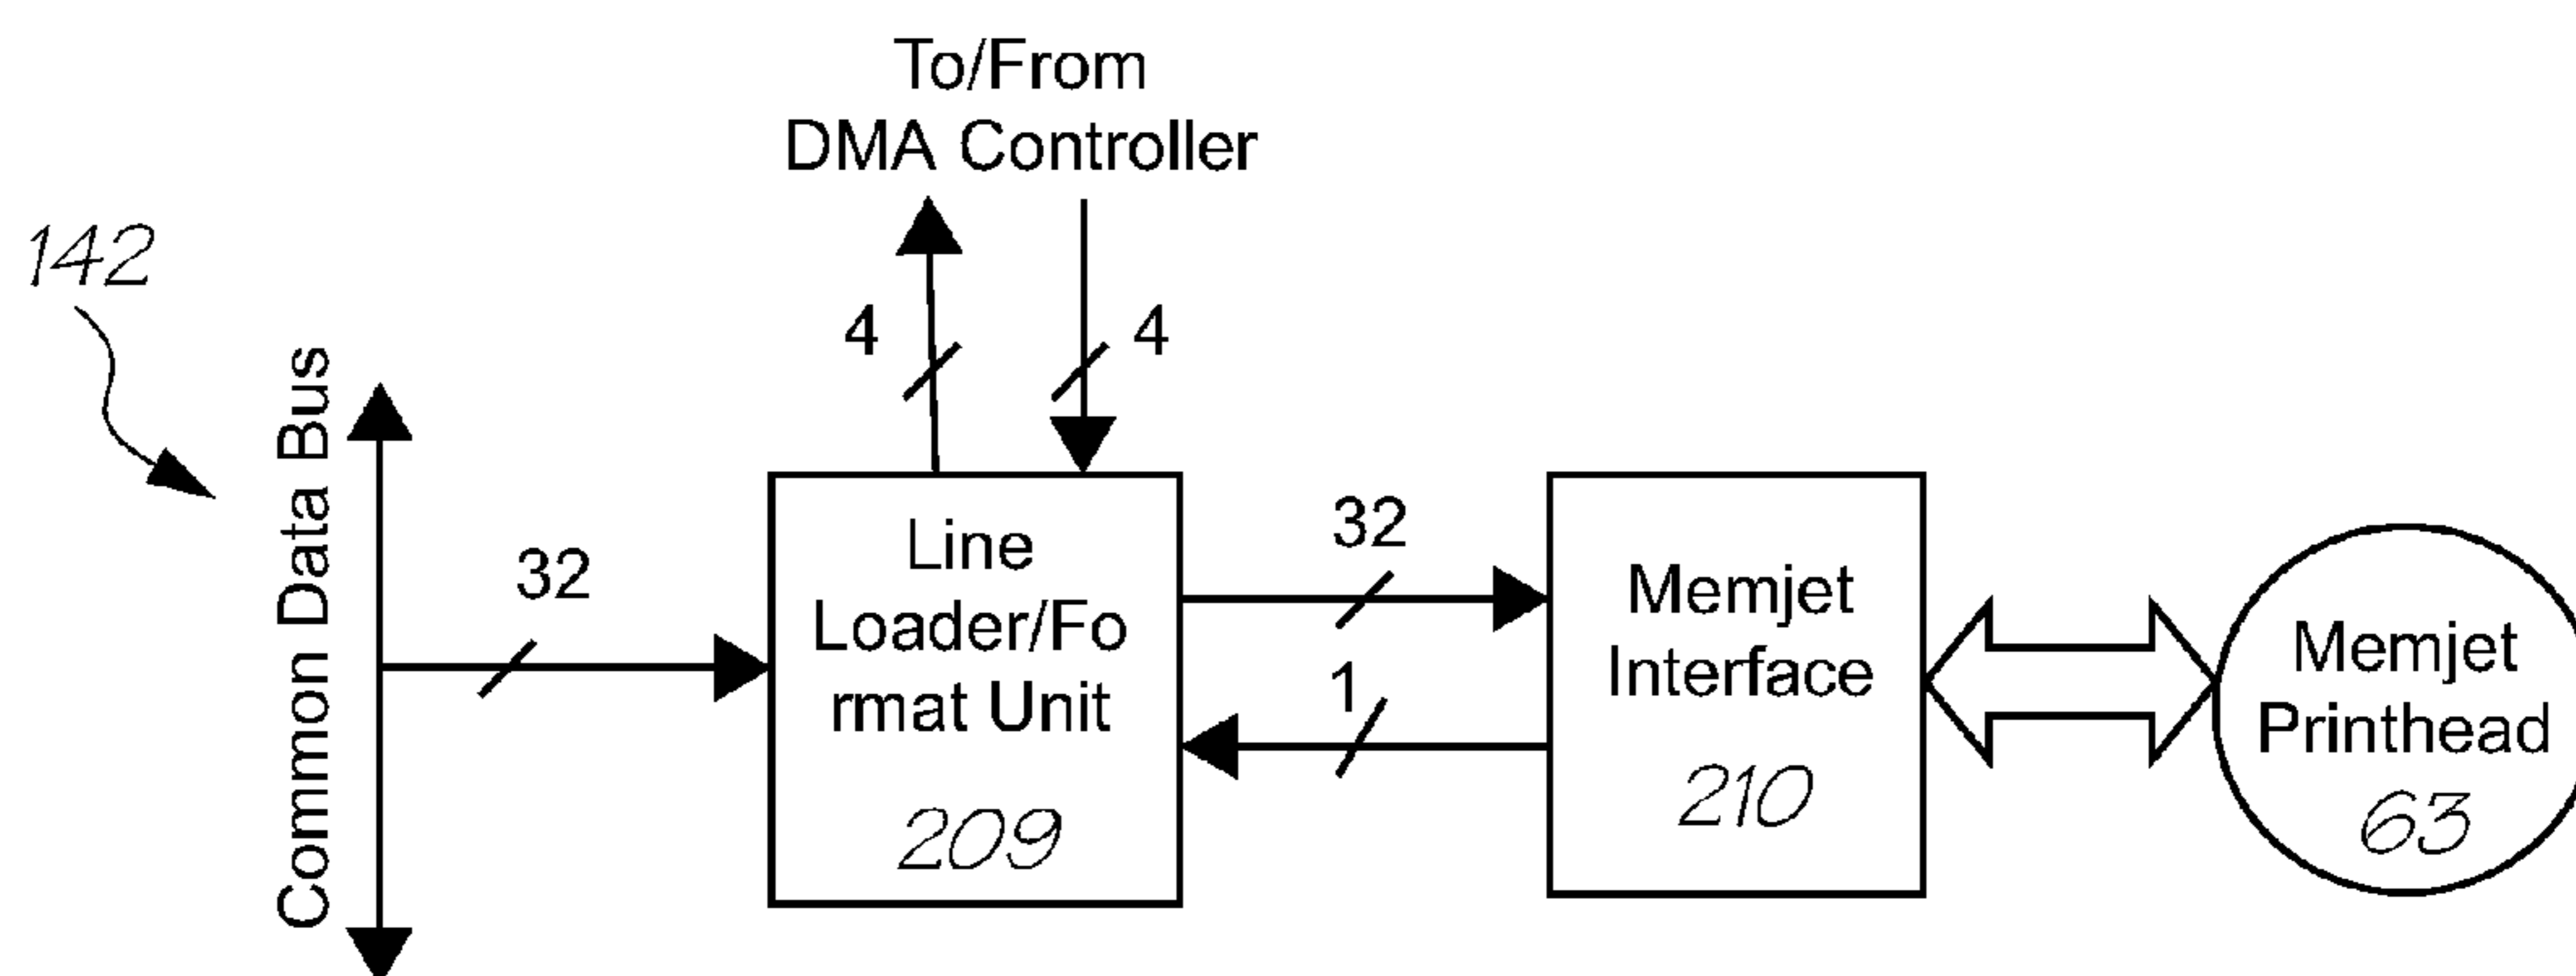 To/From
DMA Controller
142
4
4
Common Data Bus
32
Line
Loader/Fo
rmat Unit
209
32
1
Memjet
Interface
210
Memjet
Printhead
63